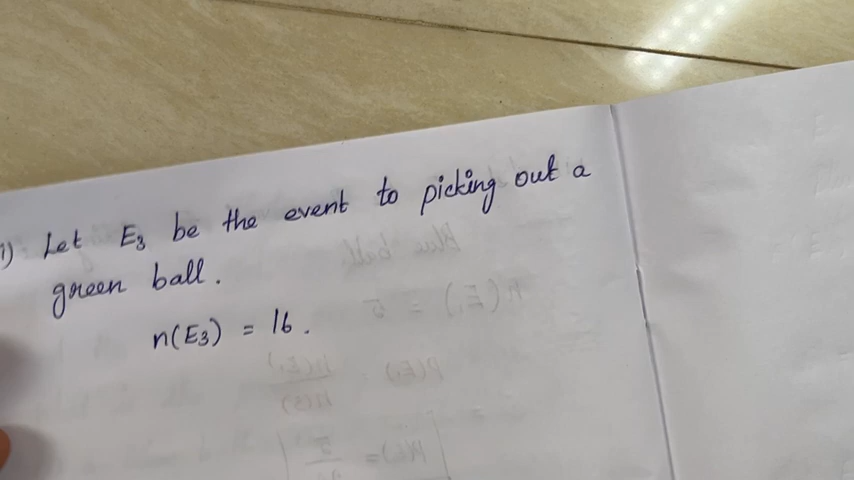 i) Let E₃ be the event to picking out a
green ball.
n(E₃) = 16.